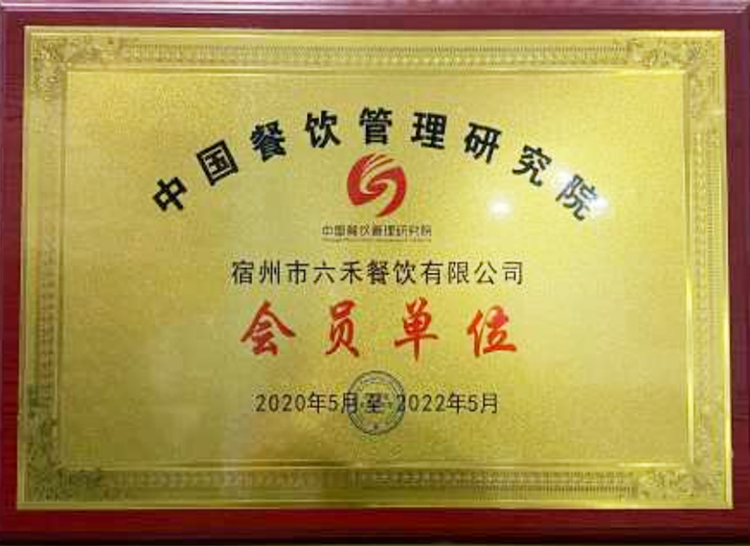 中国餐饮管理研究院
中国餐饮管理研究院
宿州市六禾餐饮有限公司
会员单位
2020年5月至2022年5月